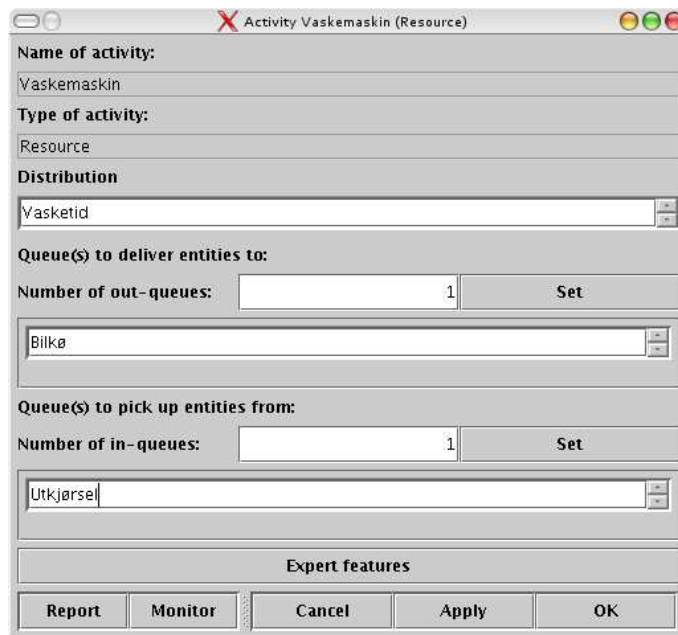 Activity Vaskemaskin (Resource)
Name of activity:
Vaskemaskin
Type of activity:
Resource
Distribution
Vasketid
Queue(s) to deliver entities to:
Number of out-queues: 1 Set
Bilkø
Queue(s) to pick up entities from:
Number of in-queues: 1 Set
Utkjørsel
Expert features
Report Monitor Cancel Apply OK